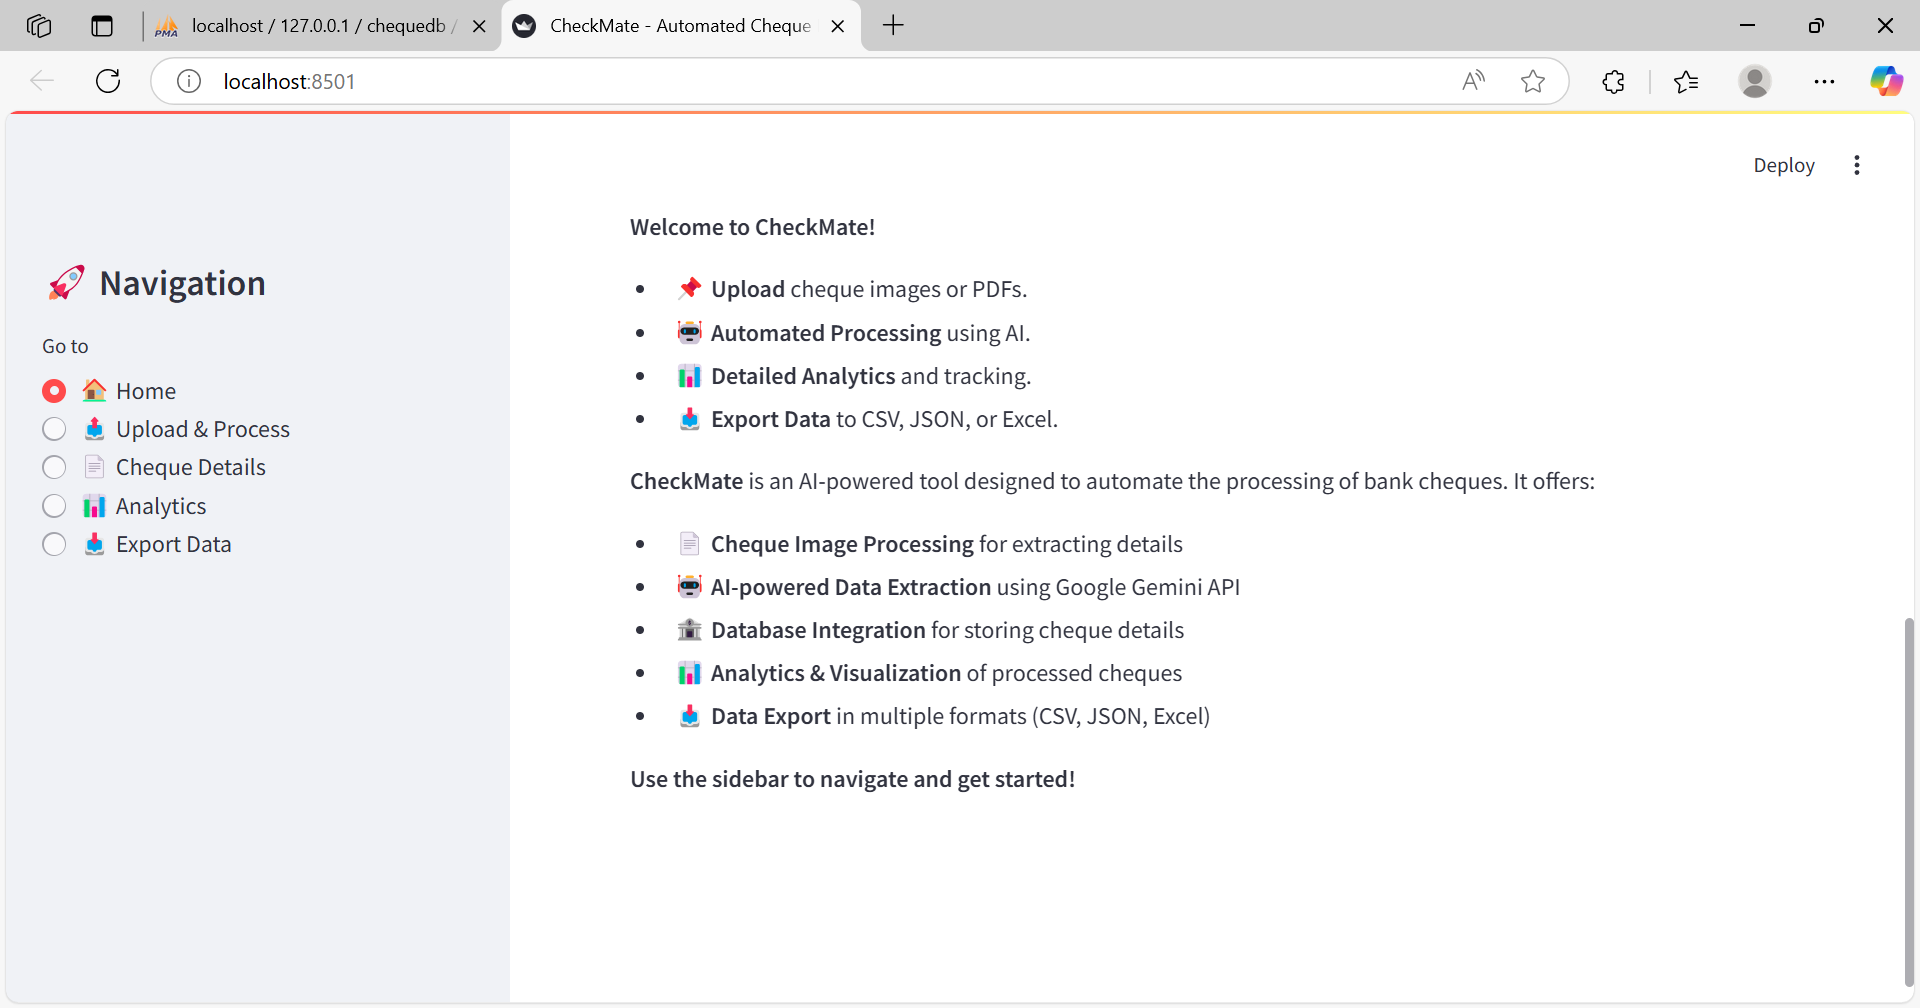 localhost / 127.0.0.1 / chequedb /
CheckMate - Automated Cheque
localhost:8501
Deploy
Navigation
Go to
Home
Upload & Process
Cheque Details
Analytics
Export Data
Welcome to CheckMate!
Upload cheque images or PDFs.
Automated Processing using AI.
Detailed Analytics and tracking.
Export Data to CSV, JSON, or Excel.
CheckMate is an AI-powered tool designed to automate the processing of bank cheques. It offers:
Cheque Image Processing for extracting details
AI-powered Data Extraction using Google Gemini API
Database Integration for storing cheque details
Analytics & Visualization of processed cheques
Data Export in multiple formats (CSV, JSON, Excel)
Use the sidebar to navigate and get started!